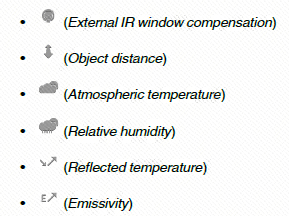 • (External IR window compensation)
• (Object distance)
• (Atmospheric temperature)
• (Relative humidity)
• (Reflected temperature)
• E (Emissivity)